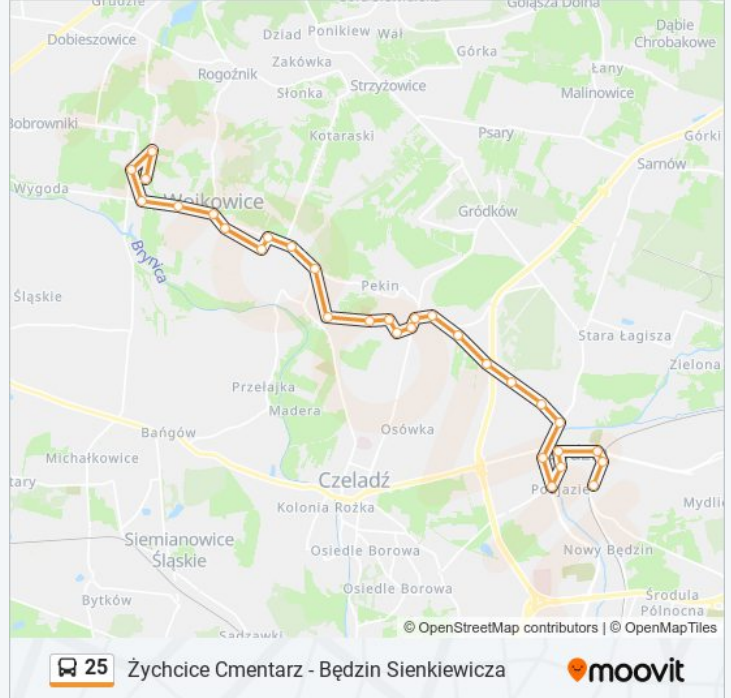 Grudzie
Gołąsza Dolna
Dąbie
Chrobakowe
Dobieszowice
Dziad
Ponikiew
Wał
Górka
Zakówka
Łany
Rogoźnik
Strzyżowice
Słonka
Malinowice
Bobrowniki
Kotaraski
Psary
Górki
Sarnów
Wygoda
Wojkowice
Gródków
Brynica
Śląskie
Pekin
Stara Łagisza
Zielona
Przełajka
Madera
Bańgów
Osówka
Michałkowice
Czeladź
Kolonia Rożka
Siemianowice
Śląskie
Osiedle Borowa
Nowy Będzin
Bytków
Osiedle Borowa
Środula
Północna
© OpenStreetMap contributors | © OpenMapTiles
25 Żychcice Cmentarz - Będzin Sienkiewicza
moovit